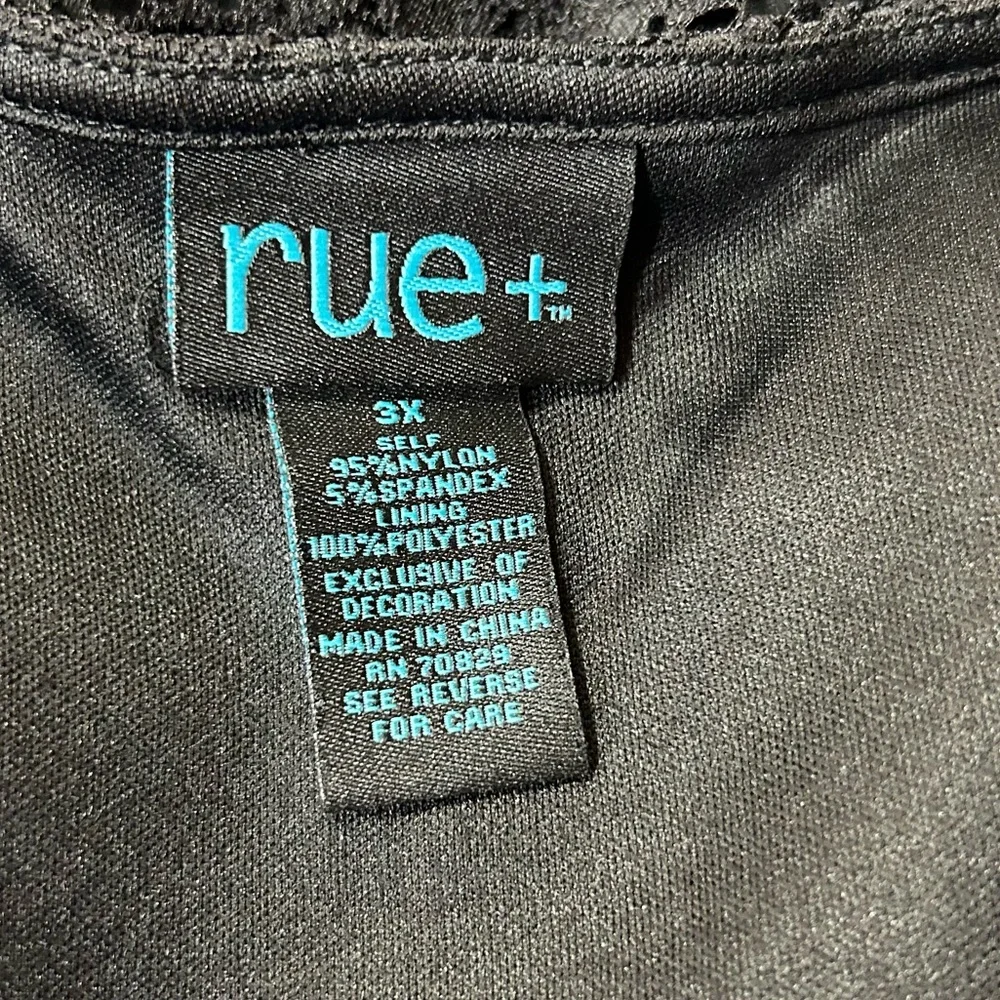 rue+™
3X
SELF
95%NYLON
5%SPANDEX
LINING
100%POLYESTER
EXCLUSIVE OF
DECORATION
MADE IN CHINA
RN 70829
SEE REVERSE
FOR CARE